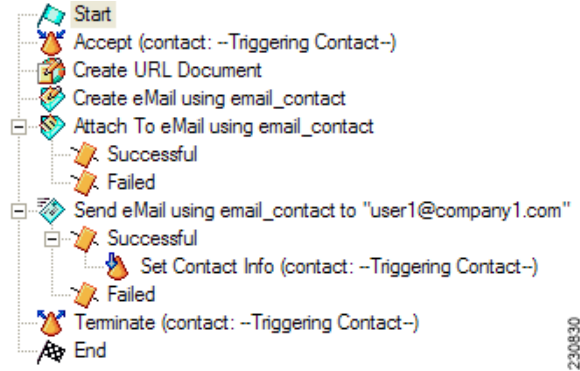 Start
Accept (contact: --Triggering Contact--)
Create URL Document
Create eMail using email_contact
Attach To eMail using email_contact
Successful
Failed
Send eMail using email_contact to "user1@company1.com"
Successful
Set Contact Info (contact: --Triggering Contact--)
Failed
Terminate (contact: --Triggering Contact--)
End
230830